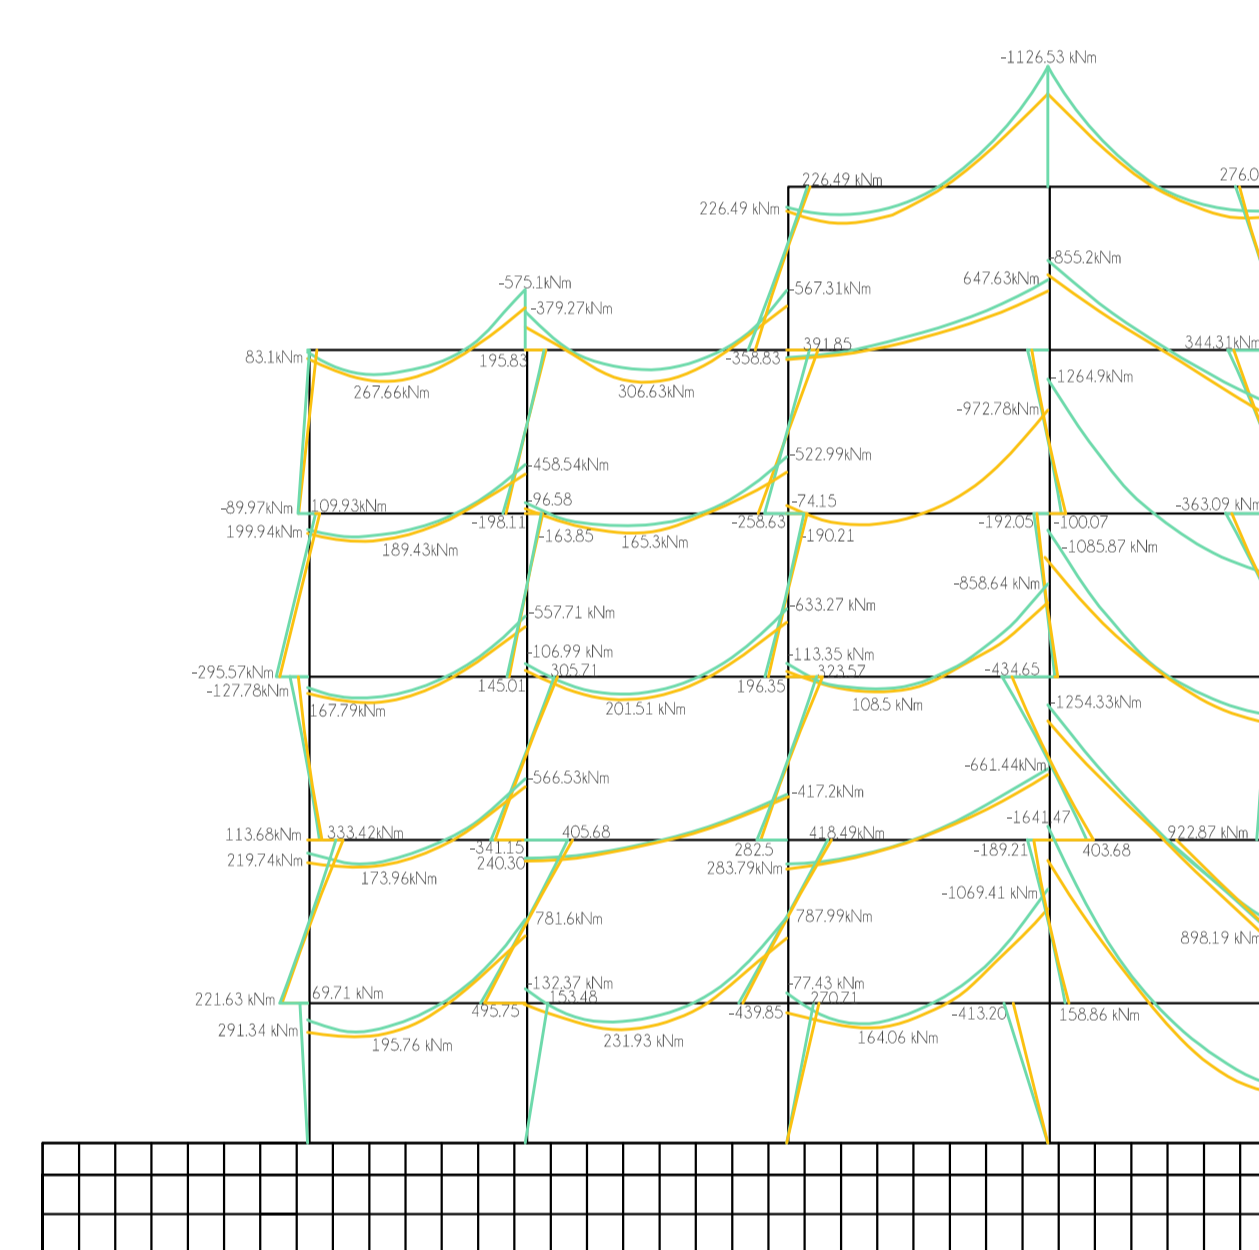 -1126.53 kNm
226.49 kNm
276.0
226.49 kNm
-855.2kNm
647.63kNm
-575.1kNm
-567.31kNm
-379.27kNm
391.85
344.31kNm
83.1kNm
195.83
-358.83
-1264.9kNm
267.66kNm
306.63kNm
-972.78kNm
-522.99kNm
-458.54kNm
-96.58
-74.15
-89.97kNm
109.93kNm
-363.09 kNm
-198.11
-258.63
-192.05
-100.07
199.94kNm
-163.85
-190.21
189.43kNm
165.3kNm
-1085.87 kNm
-858.64 kNm
-557.71 kNm
-633.27 kNm
-106.99 kNm
-113.35 kNm
-295.57kNm
305.71
323.57
-434.65
-127.78kNm
145.01
196.35
167.79kNm
201.51 kNm
108.5 kNm
-1254.33kNm
-661.44kNm
-566.53kNm
-417.2kNm
-1641.47
113.68kNm
333.42kNm
405.68
418.49kNm
922.87 kNm
-341.15
282.5
-189.21
403.68
219.74kNm
240.30
283.79kNm
173.96kNm
-1069.41 kNm
781.6kNm
787.99kNm
898.19 kNm
-132.37 kNm
-77.43 kNm
221.63 kNm
69.71 kNm
153.48
270.71
495.75
-439.85
-413.20
158.86 kNm
291.34 kNm
195.76 kNm
231.93 kNm
164.06 kNm